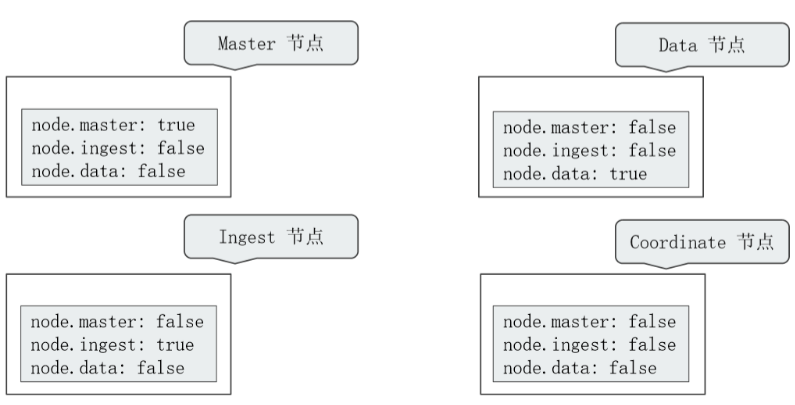 Master 节点
node.master: true
node.ingest: false
node.data: false
Data 节点
node.master: false
node.ingest: false
node.data: true
Ingest 节点
node.master: false
node.ingest: true
node.data: false
Coordinate 节点
node.master: false
node.ingest: false
node.data: false